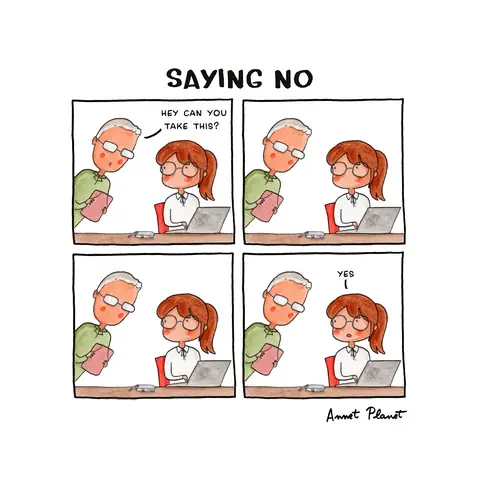 SAYING NO
HEY CAN YOU
TAKE THIS?
YES
Annet Planet